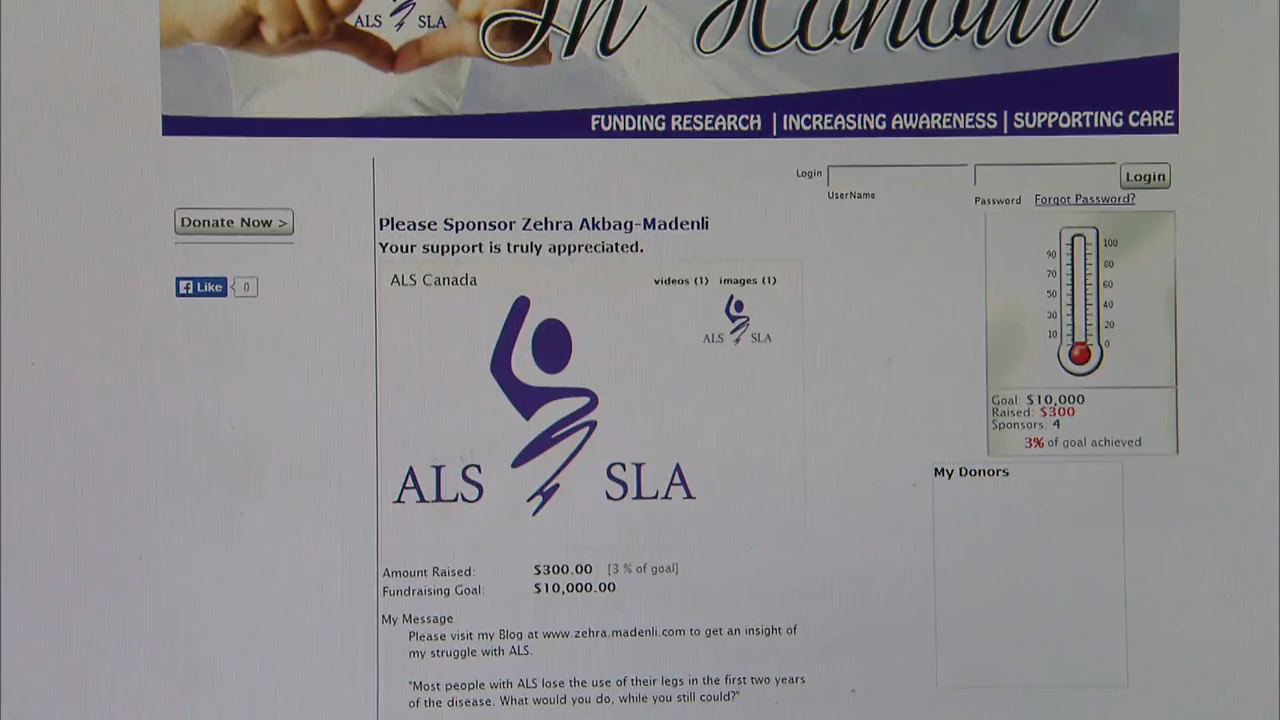 ALS SLA
In Honour
FUNDING RESEARCH | INCREASING AWARENESS | SUPPORTING CARE
Login
Login
UserName
Password Forgot Password?
Donate Now >
Like 0
Please Sponsor Zehra Akbag-Madenli
Your support is truly appreciated.
ALS Canada
videos (1) images (1)
ALS SLA
ALS SLA
100
90
80
70
60
50
40
30
20
10
0
Goal: $10,000
Raised: $300
Sponsors: 4
3% of goal achieved
My Donors
Amount Raised: $300.00 [3 % of goal]
Fundraising Goal: $10,000.00
My Message
Please visit my Blog at www.zehra.madenli.com to get an insight of
my struggle with ALS.
"Most people with ALS lose the use of their legs in the first two years
of the disease. What would you do, while you still could?"